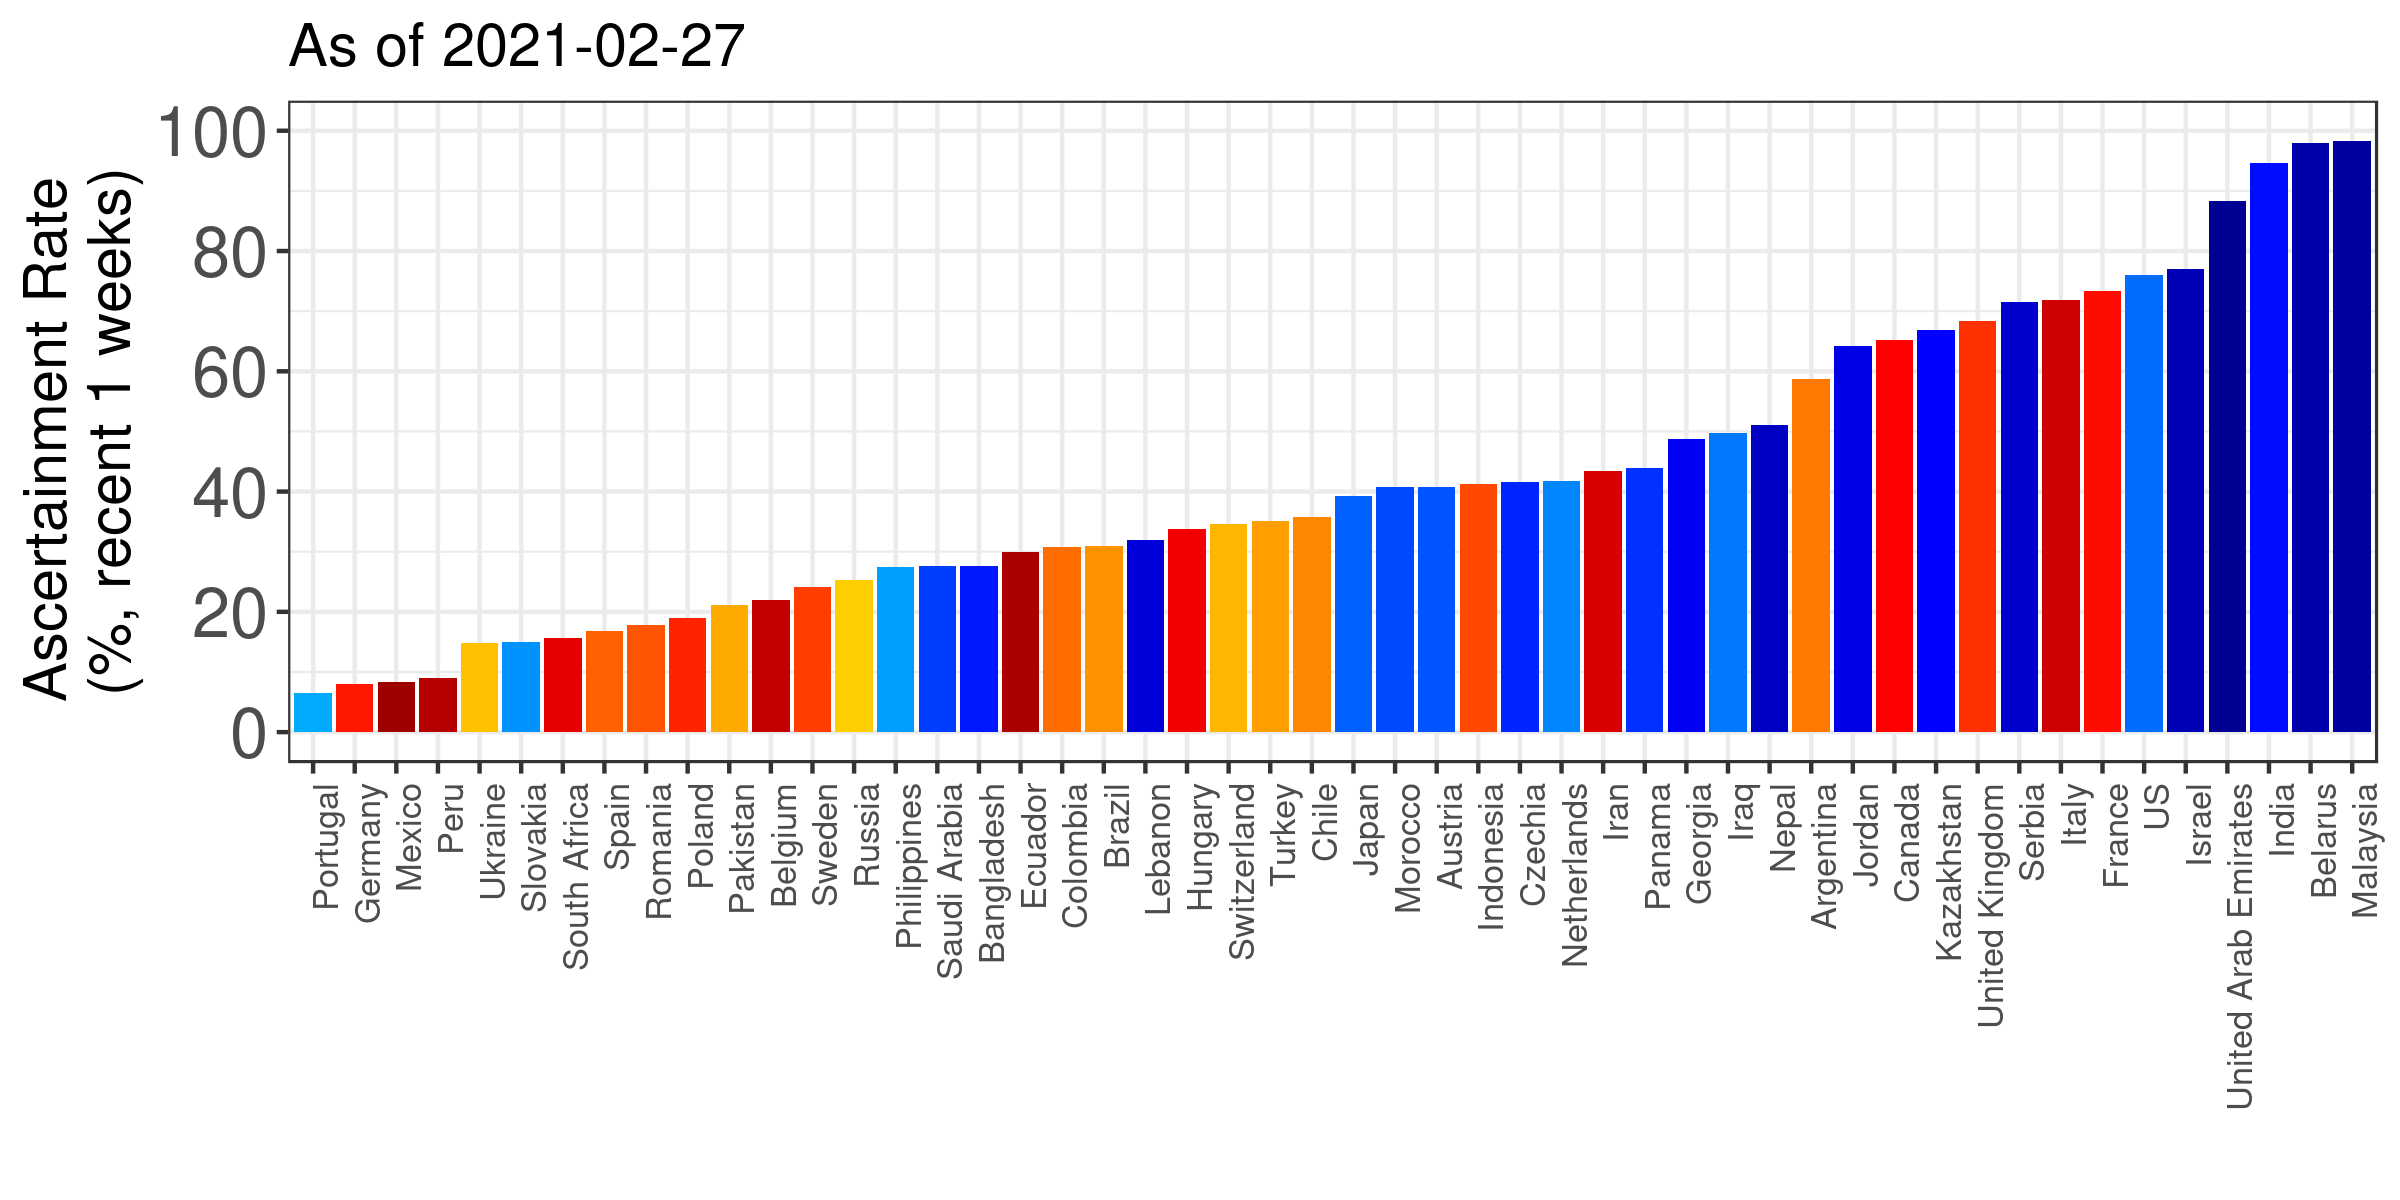 As of 2021-02-27
Ascertainment Rate
(%, recent 1 weeks)
100
80
60
40
20
0
Portugal
Germany
Mexico
Peru
Ukraine
Slovakia
South Africa
Spain
Romania
Poland
Pakistan
Belgium
Sweden
Russia
Philippines
Saudi Arabia
Bangladesh
Ecuador
Colombia
Brazil
Lebanon
Hungary
Switzerland
Turkey
Chile
Japan
Morocco
Austria
Indonesia
Czechia
Netherlands
Iran
Panama
Georgia
Iraq
Nepal
Argentina
Jordan
Canada
Kazakhstan
United Kingdom
Serbia
Italy
France
US
Israel
United Arab Emirates
India
Belarus
Malaysia